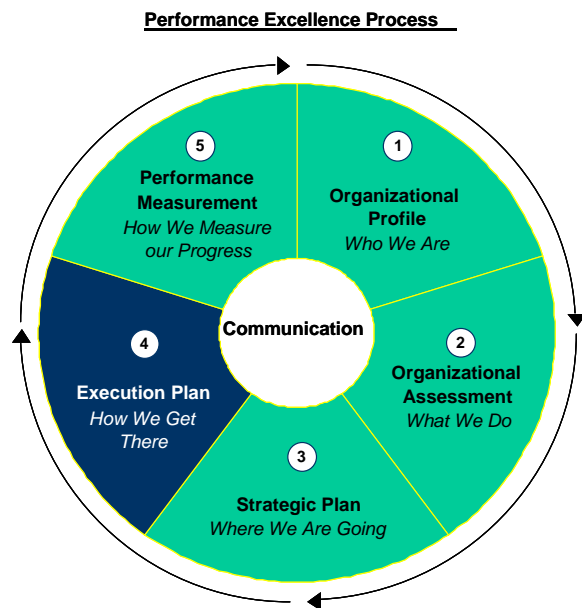 Performance Excellence Process
1
Organizational
Profile
Who We Are
2
Organizational
Assessment
What We Do
3
Strategic Plan
Where We Are Going
4
Execution Plan
How We Get
There
5
Performance
Measurement
How We Measure
our Progress
Communication